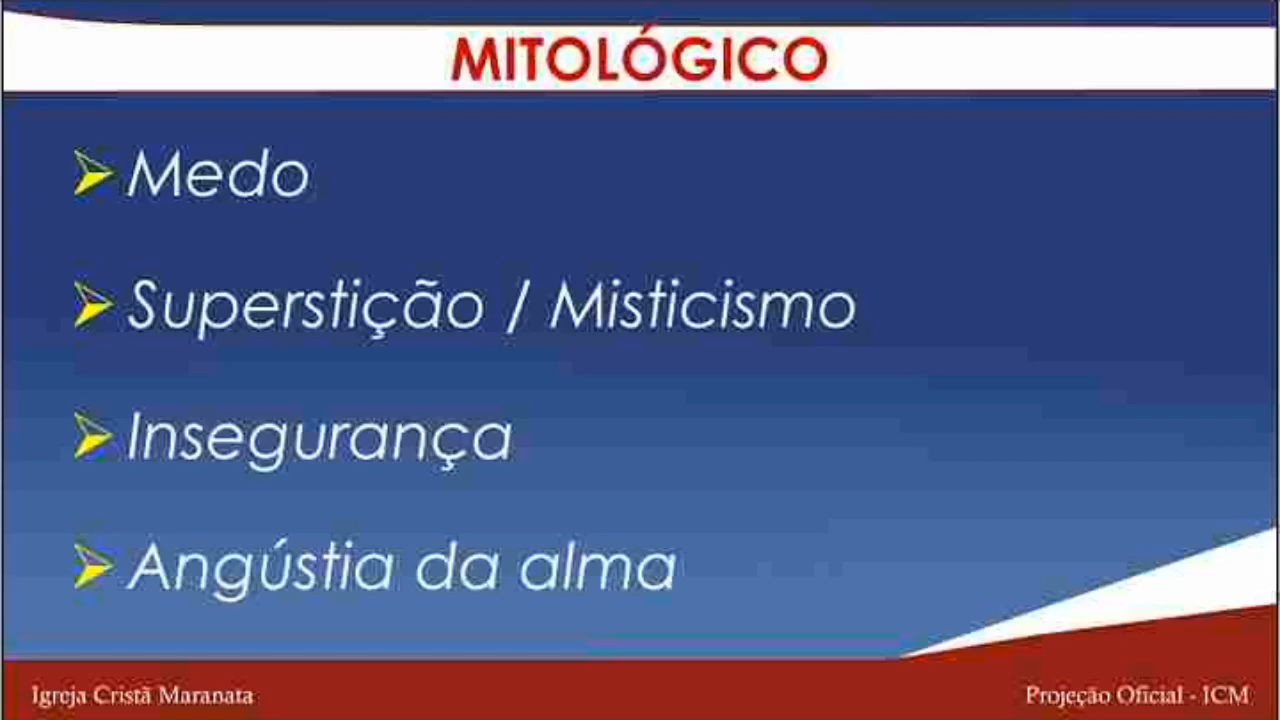 MITOLÓGICO
Medo
Superstição / Misticismo
Insegurança
Angústia da alma
Igreja Cristã Maranata
Projeção Oficial - ICM